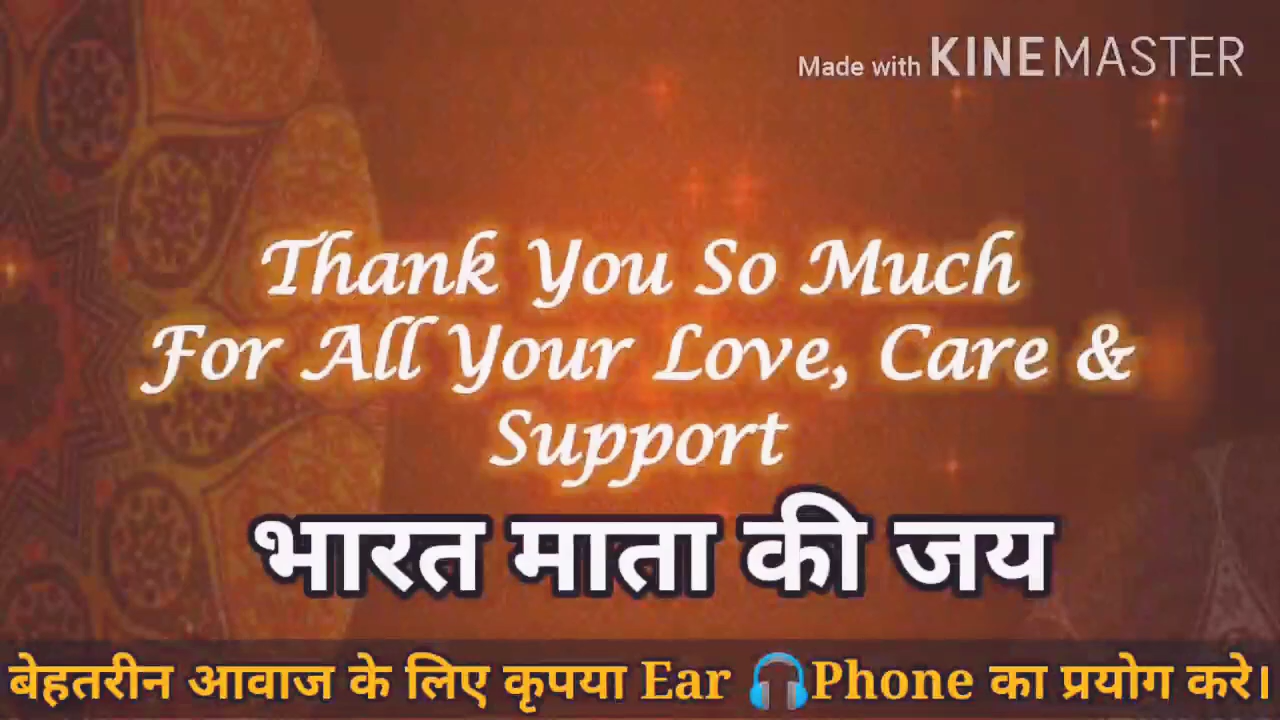 Made with KINEMASTER
Thank You So Much
For All Your Love, Care &
Support
भारत माता की जय
बेहतरीन आवाज के लिए कृपया Ear 🎧Phone का प्रयोग करे।